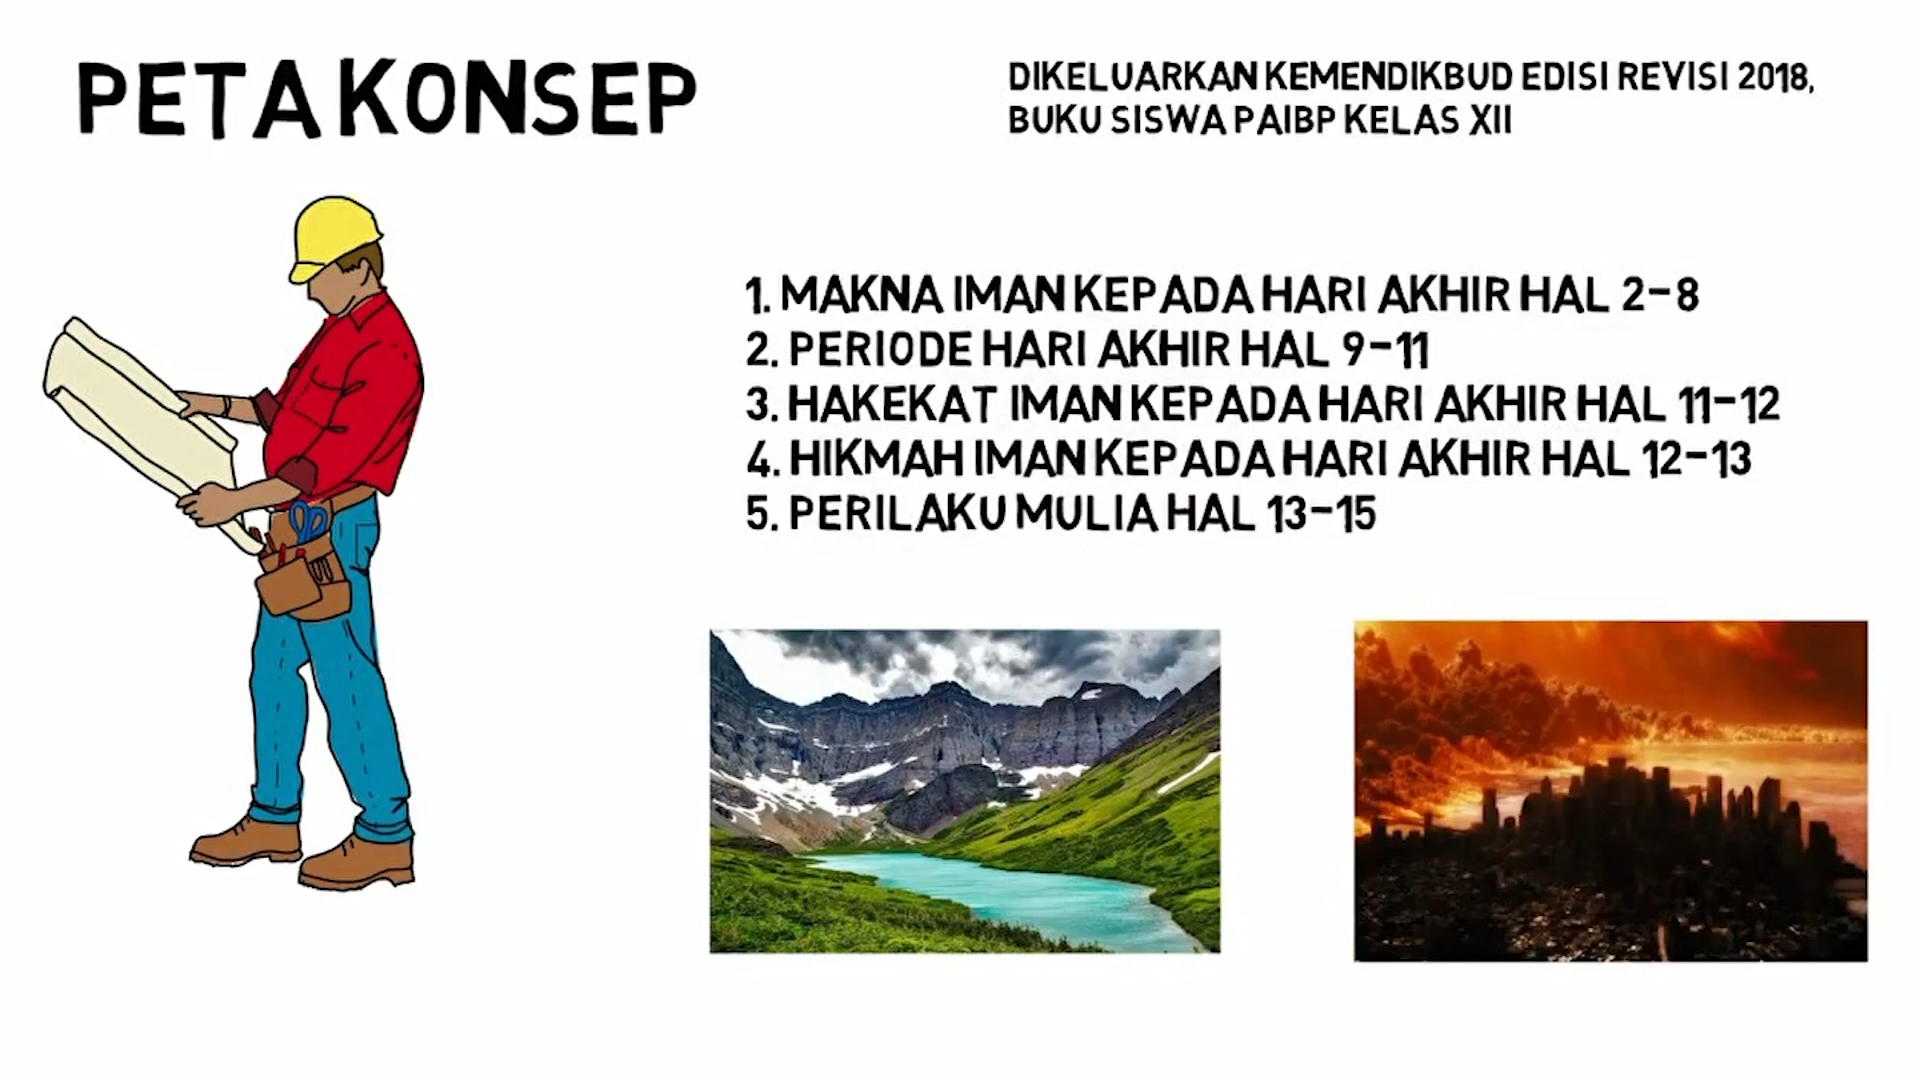 PETA KONSEP
DIKELUARKAN KEMENDIKBUD EDISI REVISI 2018,
BUKU SISWA PAIBP KELAS XII
1. MAKNA IMAN KEPADA HARI AKHIR HAL 2-8
2. PERIODE HARI AKHIR HAL 9-11
3. HAKEKAT IMAN KEPADA HARI AKHIR HAL 11-12
4. HIKMAH IMAN KEPADA HARI AKHIR HAL 12-13
5. PERILAKU MULIA HAL 13-15